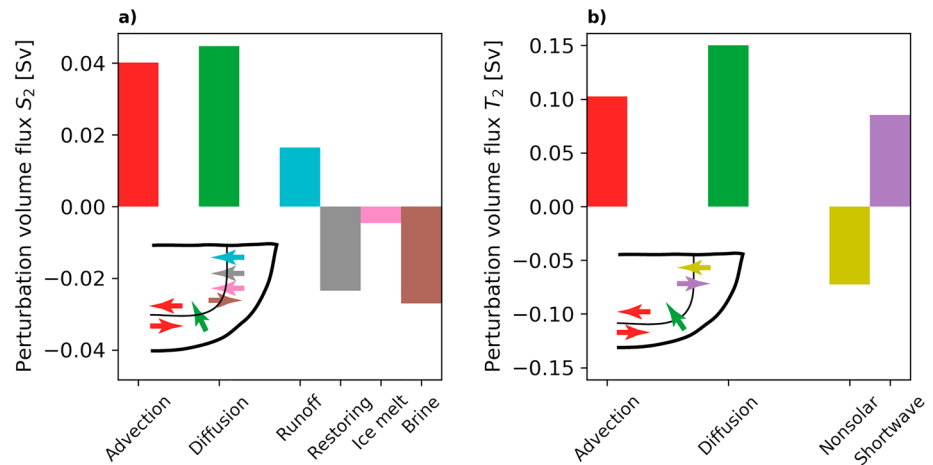 a)
Perturbation volume flux S₂ [Sv]
0.04
0.02
0.00
−0.02
−0.04
Advection
Diffusion
Runoff
Restoring
Ice melt
Brine
b)
Perturbation volume flux T₂ [Sv]
0.15
0.10
0.05
0.00
−0.05
−0.10
−0.15
Advection
Diffusion
Nonsolar
Shortwave